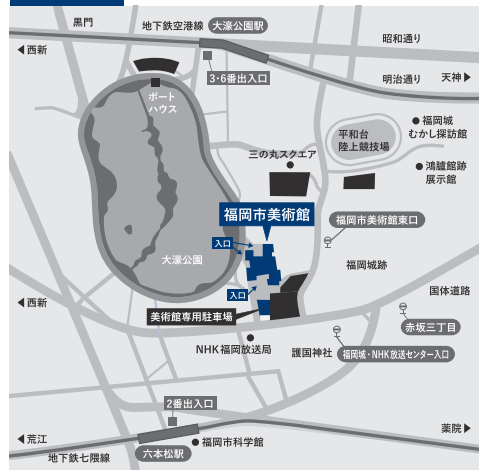 黒門
地下鉄空港線
大濠公園駅
昭和通り
西新
3・6番出入口
明治通り
天神
ボート
ハウス
福岡城
むかし探訪館
平和台
陸上競技場
三の丸スクエア
鴻臚館跡
展示館
福岡市美術館
福岡市美術館東口
入口
大濠公園
福岡城跡
入口
国体道路
西新
美術館専用駐車場
赤坂三丁目
NHK福岡放送局
護国神社
福岡城・NHK放送センター入口
2番出入口
薬院
荒江
福岡市科学館
地下鉄七隈線
六本松駅